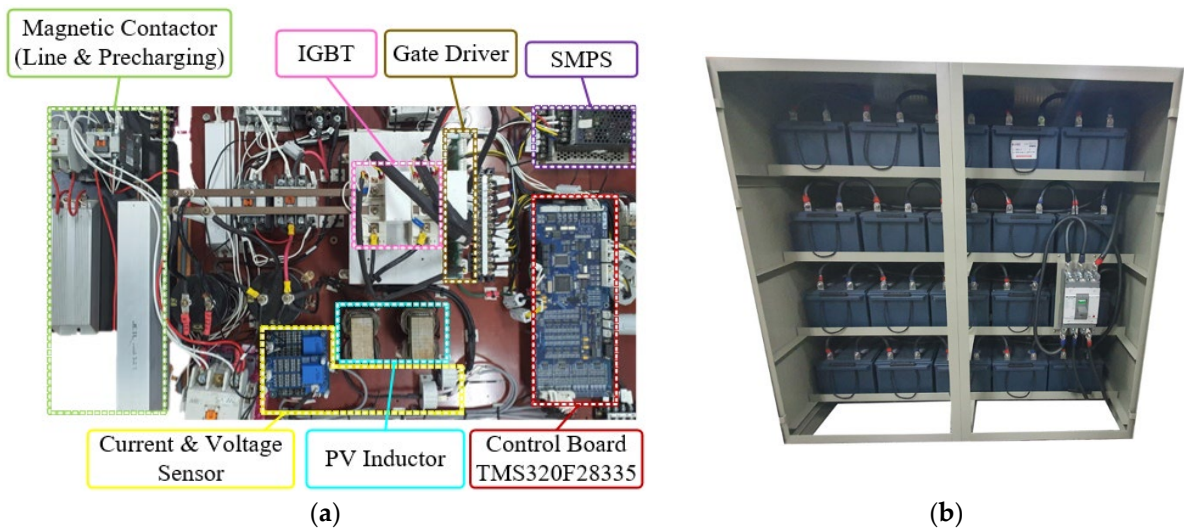 Magnetic Contactor
(Line & Precharging)
IGBT
Gate Driver
SMPS
Current & Voltage
Sensor
PV Inductor
Control Board
TMS320F28335
(a)
(b)